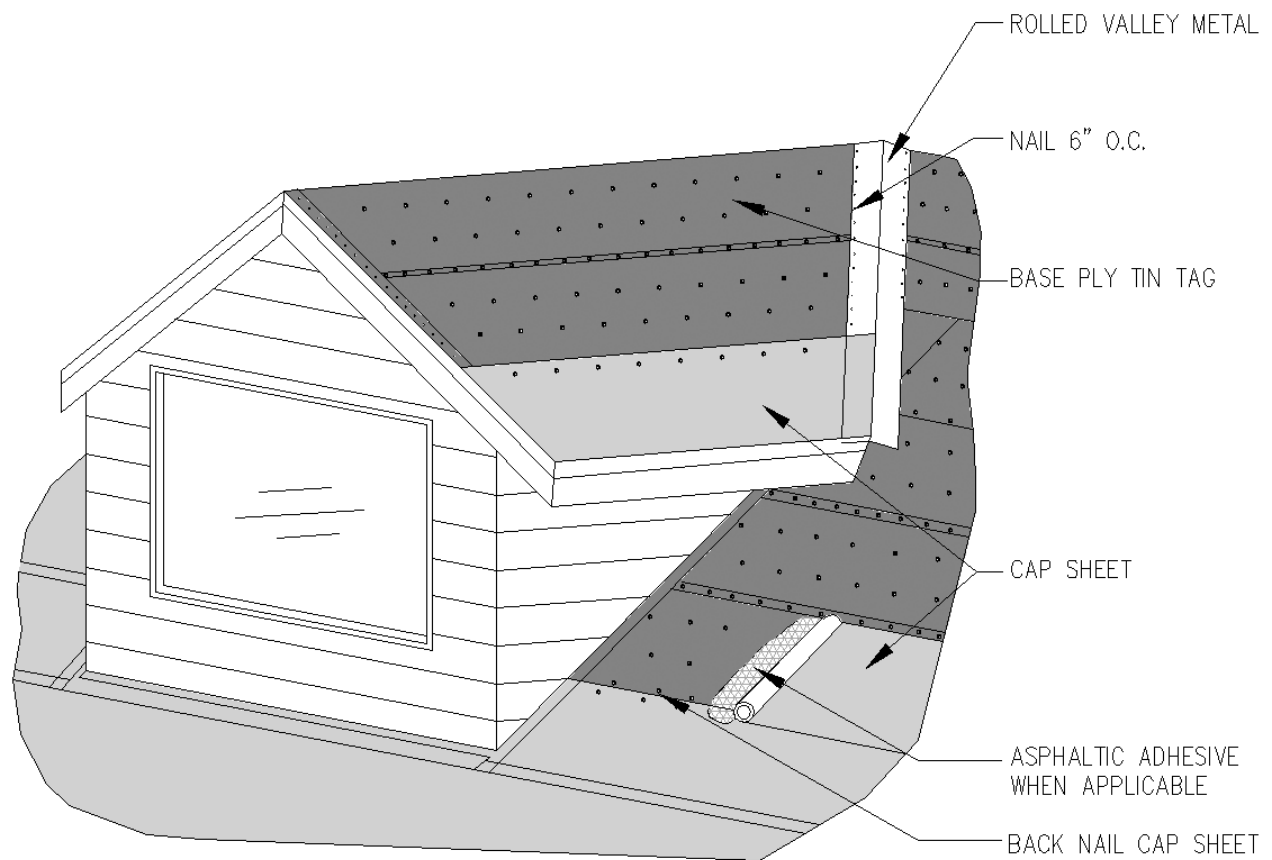 ROLLED VALLEY METAL
NAIL 6" O.C.
BASE PLY TIN TAG
CAP SHEET
ASPHALTIC ADHESIVE
WHEN APPLICABLE
BACK NAIL CAP SHEET